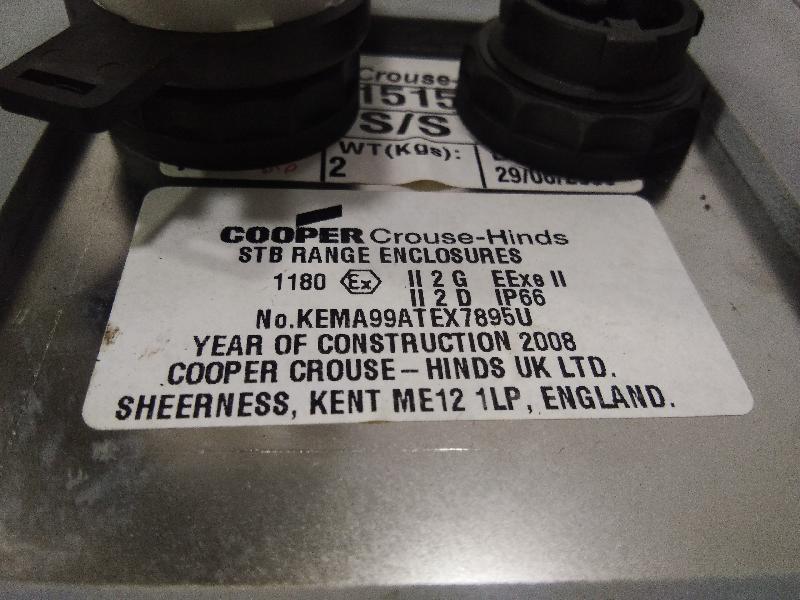 Crouse-
1515
S/S
WT(Kgs):
2
COOPER Crouse-Hinds
STB RANGE ENCLOSURES
1180 Ex II 2 G EExe II
II 2 D IP66
No.KEMA99ATEX7895U
YEAR OF CONSTRUCTION 2008
COOPER CROUSE-HINDS UK LTD.
SHEERNESS, KENT ME12 1LP, ENGLAND.